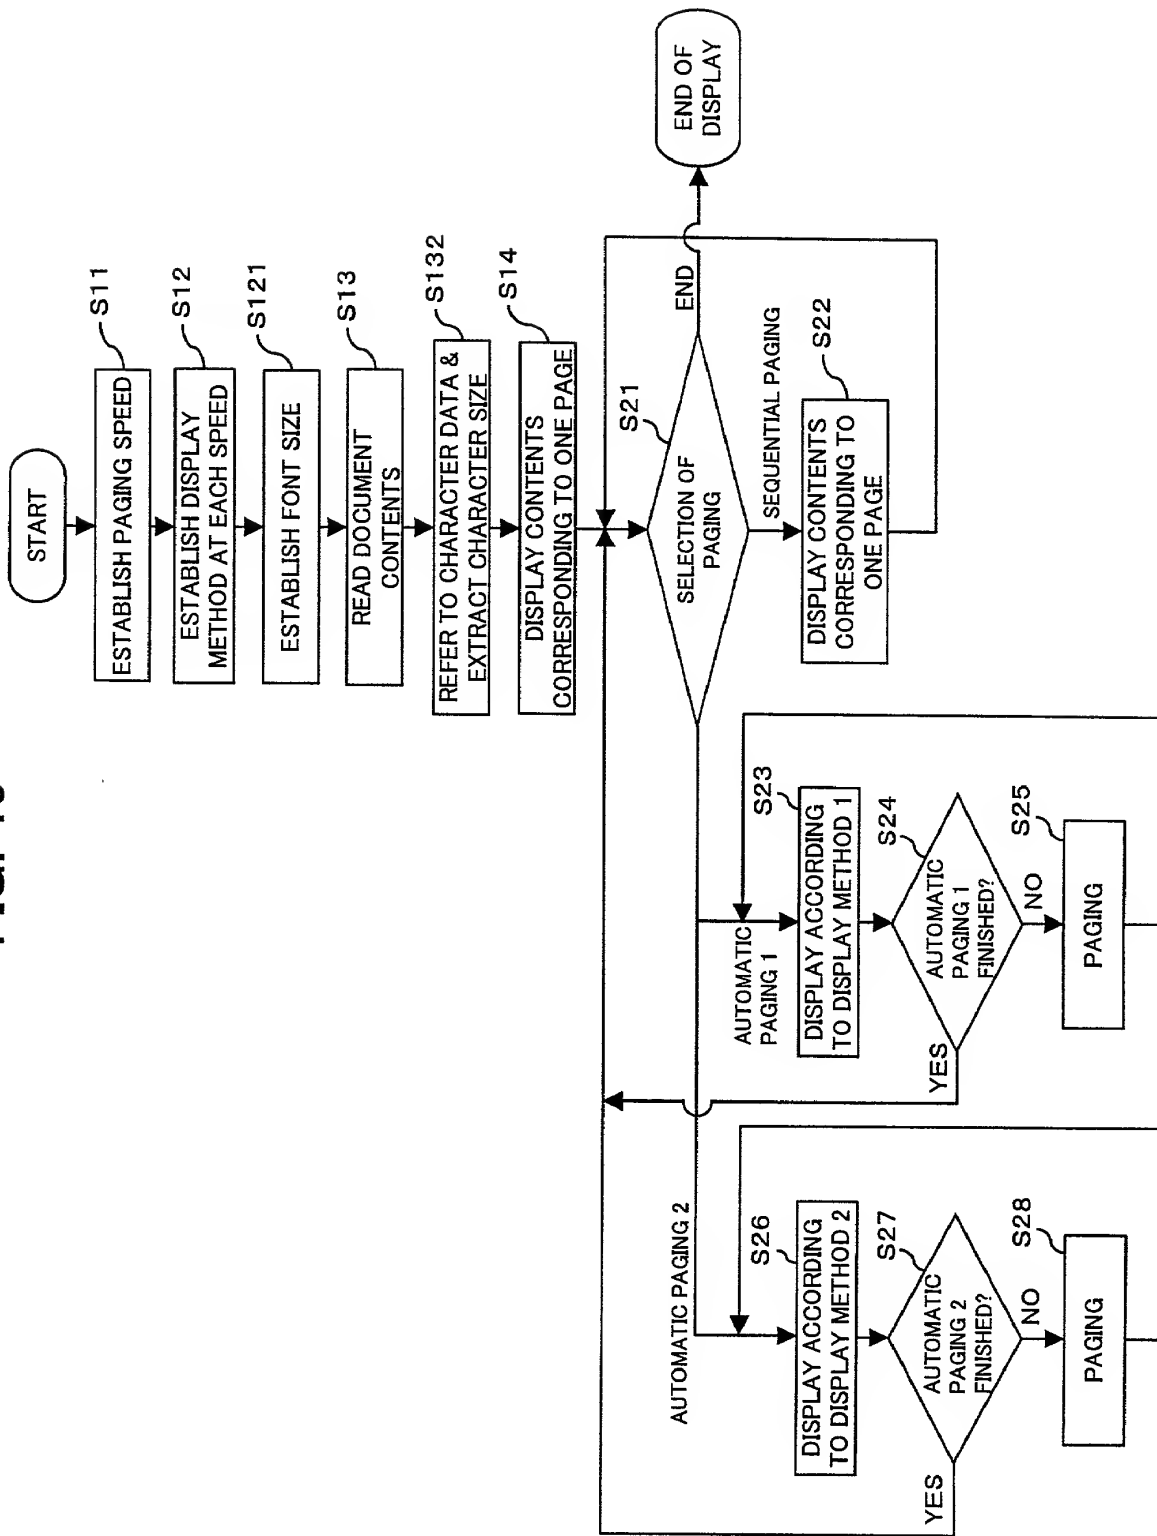 START
S11
ESTABLISH PAGING SPEED
S12
ESTABLISH DISPLAY
METHOD AT EACH SPEED
S121
ESTABLISH FONT SIZE
S13
READ DOCUMENT
CONTENTS
S132
REFER TO CHARACTER DATA &
EXTRACT CHARACTER SIZE
S14
DISPLAY CONTENTS
CORRESPONDING TO ONE PAGE
S21
SELECTION OF
PAGING
END
END OF
DISPLAY
SEQUENTIAL PAGING
S22
DISPLAY CONTENTS
CORRESPONDING TO
ONE PAGE
AUTOMATIC
PAGING 1
S23
DISPLAY ACCORDING
TO DISPLAY METHOD 1
S24
AUTOMATIC
PAGING 1
FINISHED?
YES
NO
S25
PAGING
AUTOMATIC PAGING 2
S26
DISPLAY ACCORDING
TO DISPLAY METHOD 2
S27
AUTOMATIC
PAGING 2
FINISHED?
YES
NO
S28
PAGING